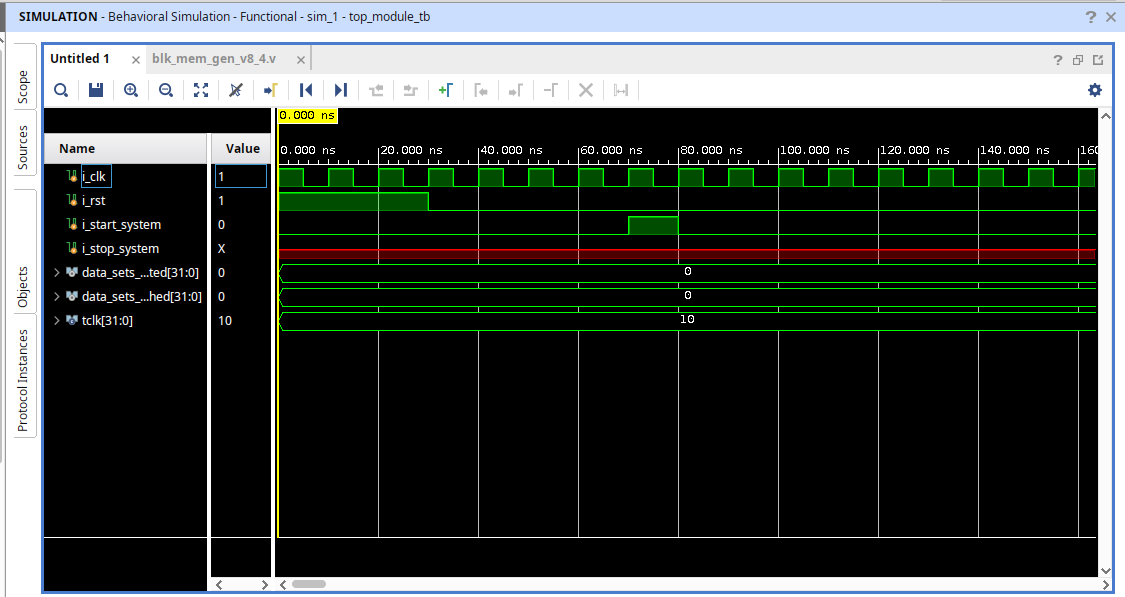 SIMULATION - Behavioral Simulation - Functional - sim_1 - top_module_tb
?
Untitled 1
blk_mem_gen_v8_4.v
?
Scope
Sources
Objects
Protocol Instances
0.000 ns
Name Value
0.000 ns 20.000 ns 40.000 ns 60.000 ns 80.000 ns 100.000 ns 120.000 ns 140.000 ns 160
i_clk 1
i_rst 1
i_start_system 0
i_stop_system X
data_sets_...ted[31:0] 0 0
data_sets_...hed[31:0] 0 0
tclk[31:0] 10 10